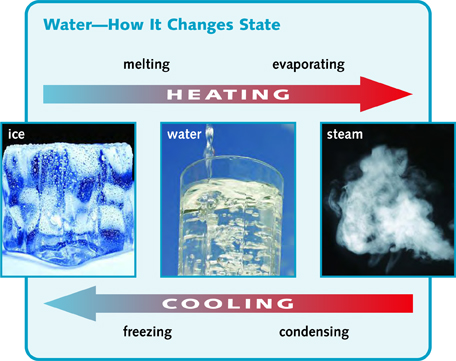 Water—How It Changes State
melting evaporating
HEATING
ice water steam
COOLING
freezing condensing